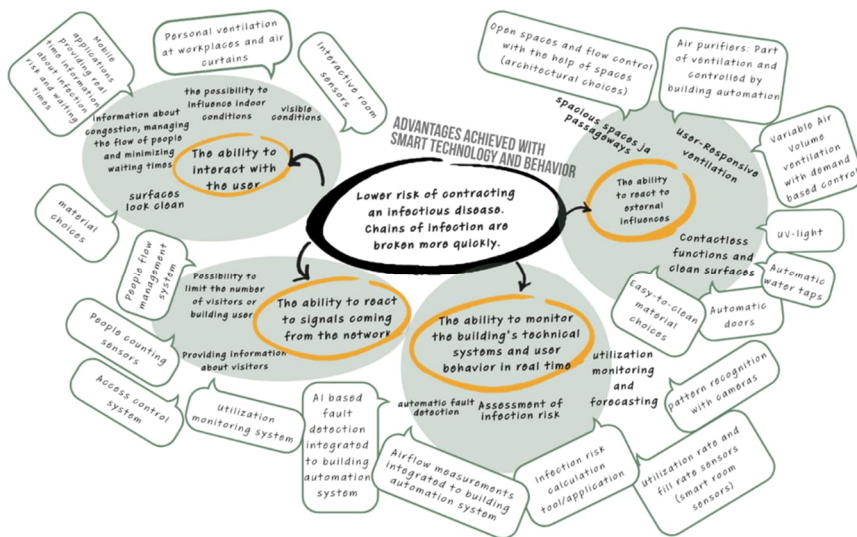 Mobile
applications
providing real
time information
about infection
risk and waiting
times
Personal ventilation
at workplaces and air
curtains
Interactive room
sensors
the possibility to
influence indoor
conditions
visible
conditions
Information about
congestion, managing
the flow of people
and minimizing
waiting times
The ability to
interact with
the user
surfaces
look clean
material
choices
ADVANTAGES ACHIEVED WITH
SMART TECHNOLOGY AND BEHAVIOR
Lower risk of contracting
an infectious disease.
Chains of infection are
broken more quickly.
Open spaces and flow control
with the help of spaces
(architectural choices)
Air purifiers: Part
of ventilation and
controlled by
building automation
spacious spaces ja
passageways
User-Responsive
ventilation
Variable Air
Volume
ventilation
with demand
based control
The ability
to react to
external
influences
Contactless
functions and
clean surfaces
uv-light
Automatic
water taps
Automatic
doors
Easy-to-clean
material
choices
People flow
management
system
Possibility to
limit the number
of visitors or
building user
The ability to react
to signals coming
from the network
People counting
sensors
Providing information
about visitors
Access control
system
Utilization
monitoring system
The ability to monitor
the building's technical
systems and user
behavior in real time
utilization
monitoring
and
forecasting
automatic fault
detection
Assessment of
infection risk
pattern recognition
with cameras
AI based
fault
detection
integrated
to building
automation
system
Airflow measurements
integrated to building
automation system
Infection risk
calculation
tool/application
Utilization rate and
fill rate sensors
(smart room
sensors)